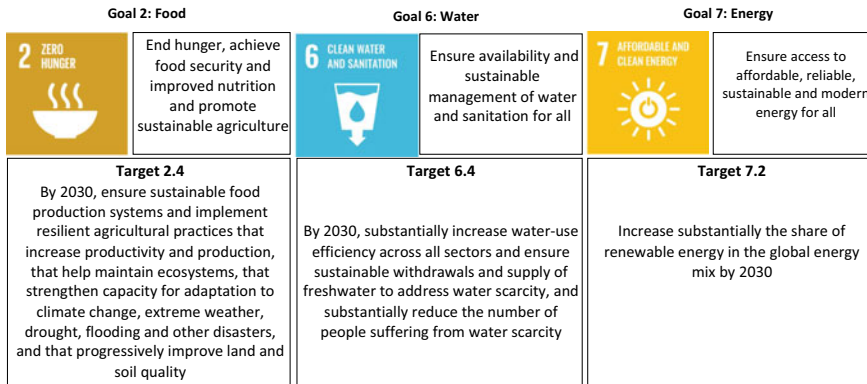 Goal 2: Food
2 ZERO
HUNGER
End hunger, achieve
food security and
improved nutrition
and promote
sustainable agriculture
Goal 6: Water
6 CLEAN WATER
AND SANITATION
Ensure availability and
sustainable
management of water
and sanitation for all
Goal 7: Energy
7 AFFORDABLE AND
CLEAN ENERGY
Ensure access to
affordable, reliable,
sustainable and modern
energy for all
Target 2.4
By 2030, ensure sustainable food
production systems and implement
resilient agricultural practices that
increase productivity and production,
that help maintain ecosystems, that
strengthen capacity for adaptation to
climate change, extreme weather,
drought, flooding and other disasters,
and that progressively improve land and
soil quality
Target 6.4
By 2030, substantially increase water-use
efficiency across all sectors and ensure
sustainable withdrawals and supply of
freshwater to address water scarcity, and
substantially reduce the number of
people suffering from water scarcity
Target 7.2
Increase substantially the share of
renewable energy in the global energy
mix by 2030